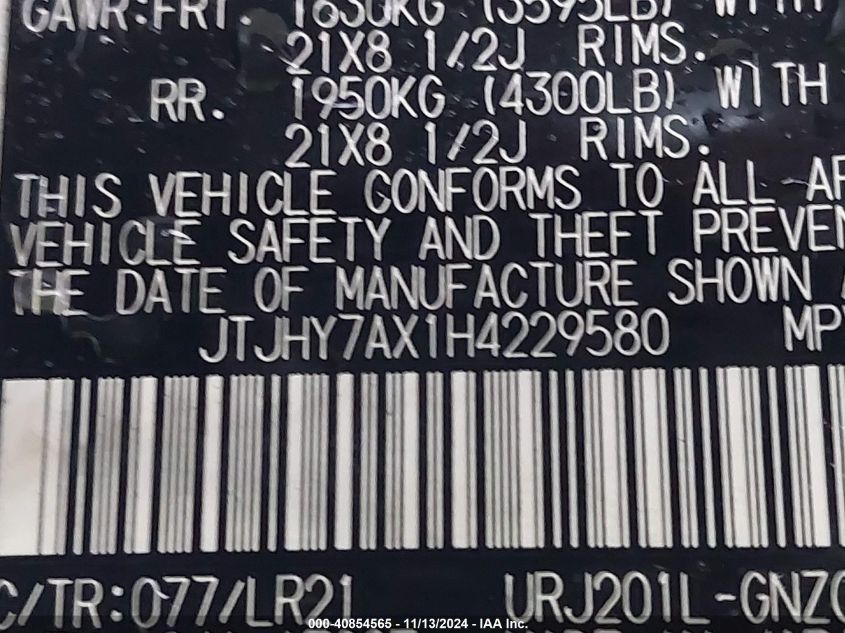 GAWR:FRT. 1630KG (3595LB) WITH
21X8 1/2J RIMS.
RR. 1950KG (4300LB) WITH
21X8 1/2J RIMS.
THIS VEHICLE CONFORMS TO ALL
VEHICLE SAFETY AND THEFT
THE DATE OF MANUFACTURE SHOWN
JTJHY7AX1H4229580
C/TR:077/LR21 URJ201L-GNZ
000-40854565 - 11/13/2024 - IAA Inc.